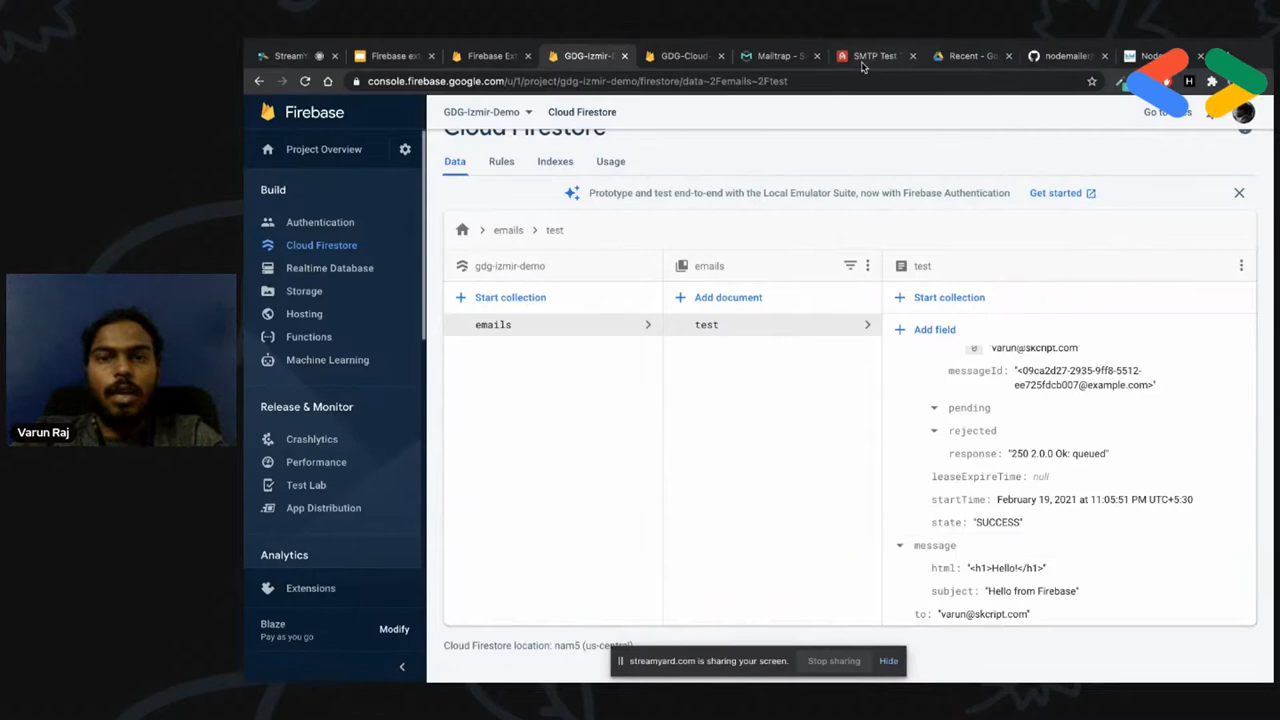 Stream
Firebase ex
Firebase Ex
GDG-Izmir-
GDG-Cloud-
Mailtrap - S
SMTP Test
Recent - Go
nodemailer
console.firebase.google.com/u/1/project/gdg-izmir-demo/firestore/data~2Femails~2Ftest
H
Firebase
GDG-Izmir-Demo
Cloud Firestore
Go to
Cloud Firestore
Project Overview
Data
Rules
Indexes
Usage
Build
Prototype and test end-to-end with the Local Emulator Suite, now with Firebase Authentication
Get started
Authentication
Cloud Firestore
Realtime Database
Storage
Hosting
Functions
Machine Learning
Release & Monitor
Crashlytics
Performance
Test Lab
App Distribution
Analytics
Extensions
Blaze
Pay as you go
Modify
emails
test
gdg-izmir-demo
emails
test
Start collection
Add document
Start collection
emails
test
Add field
0 "varun@skcript.com"
messageId: "<09ca2d27-2935-9ff8-5512-
ee725fdcb007@example.com>"
pending
rejected
response: "250 2.0.0 Ok: queued"
leaseExpireTime: null
startTime: February 19, 2021 at 11:05:51 PM UTC+5:30
state: "SUCCESS"
message
html: "<h1>Hello!</h1>"
subject: "Hello from Firebase"
to: "varun@skcript.com"
Cloud Firestore location: nam5 (us-central)
streamyard.com is sharing your screen.
Stop sharing
Hide
Varun Raj